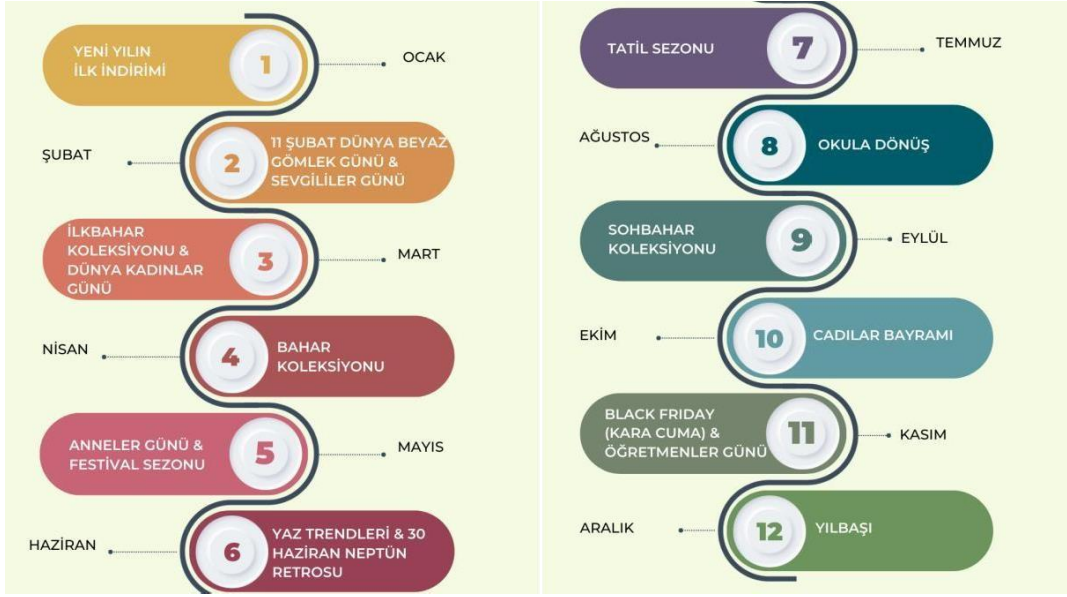 YENİ YILIN
İLK İNDİRİMİ
1
OCAK
ŞUBAT
2
11 ŞUBAT DÜNYA BEYAZ
GÖMLEK GÜNÜ &
SEVGİLİLER GÜNÜ
İLKBAHAR
KOLEKSİYONU &
DÜNYA KADINLAR
GÜNÜ
3
MART
NİSAN
4
BAHAR
KOLEKSİYONU
ANNELER GÜNÜ &
FESTİVAL SEZONU
5
MAYIS
HAZİRAN
6
YAZ TRENDLERİ & 30
HAZİRAN NEPTÜN
RETROSU
TATİL SEZONU
7
TEMMUZ
AĞUSTOS
8
OKULA DÖNÜŞ
SOHBAHAR
KOLEKSİYONU
9
EYLÜL
EKİM
10
CADILAR BAYRAMI
BLACK FRIDAY
(KARA CUMA) &
ÖĞRETMENLER GÜNÜ
11
KASIM
ARALIK
12
YILBAŞI